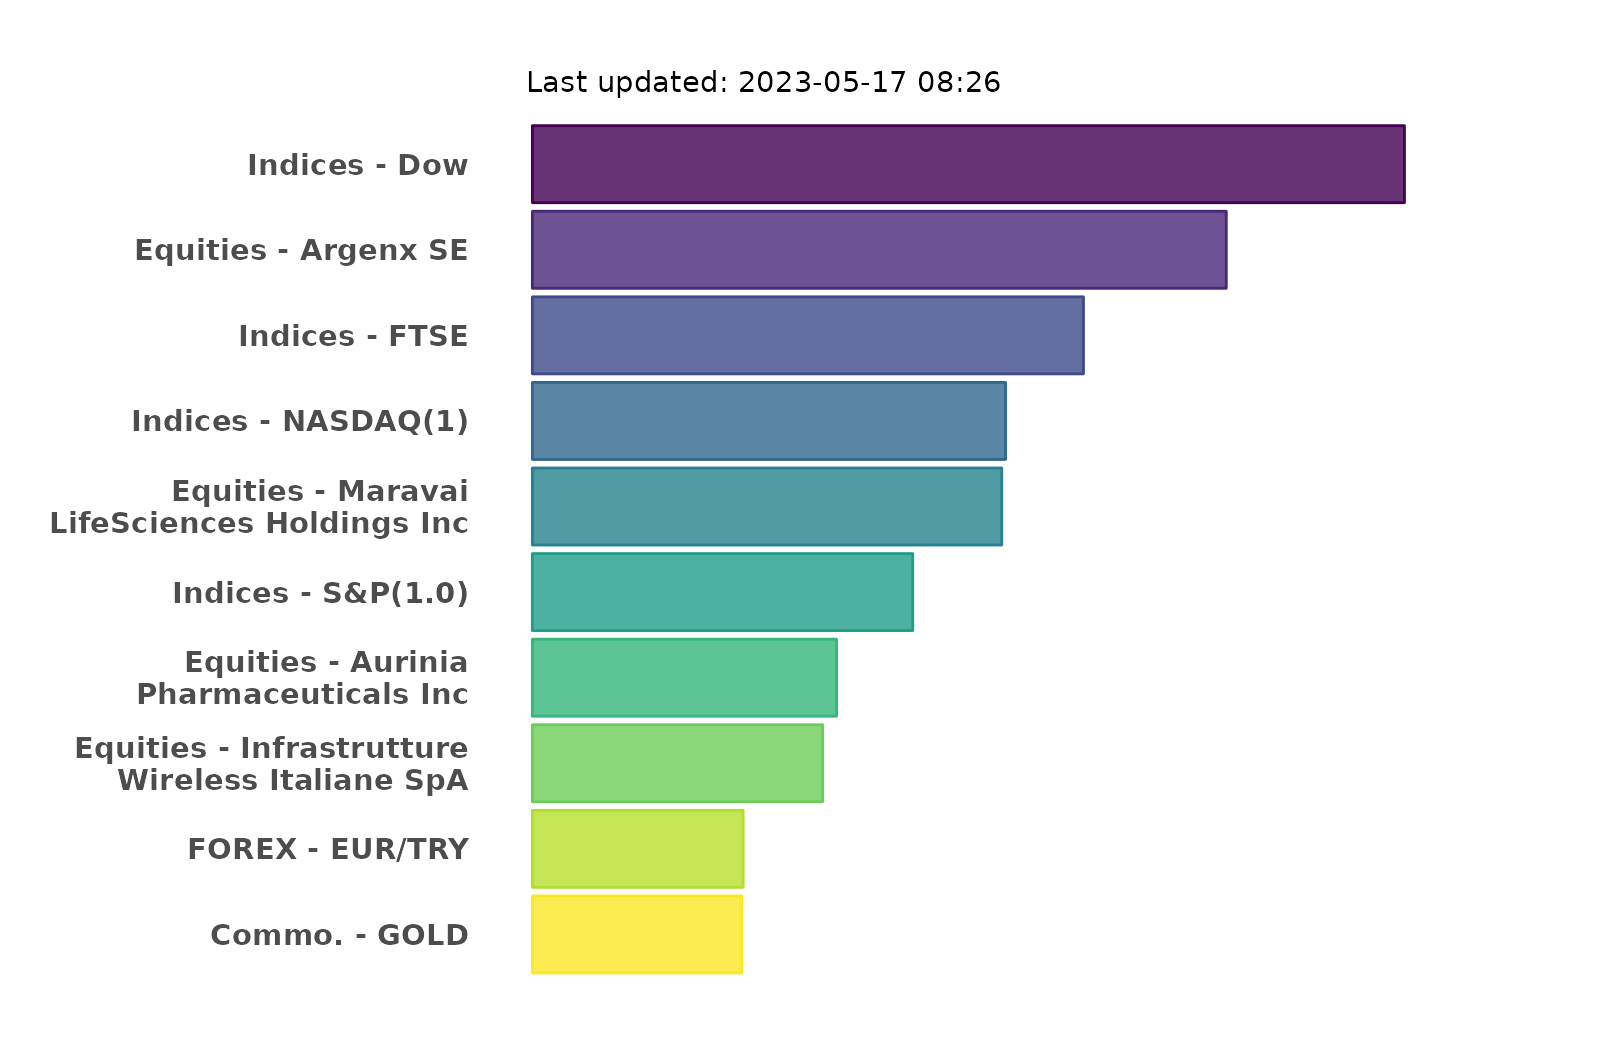 Last updated: 2023-05-17 08:26
Indices - Dow
Equities - Argenx SE
Indices - FTSE
Indices - NASDAQ(1)
Equities - Maravai
LifeSciences Holdings Inc
Indices - S&P(1.0)
Equities - Aurinia
Pharmaceuticals Inc
Equities - Infrastrutture
Wireless Italiane SpA
FOREX - EUR/TRY
Commo. - GOLD